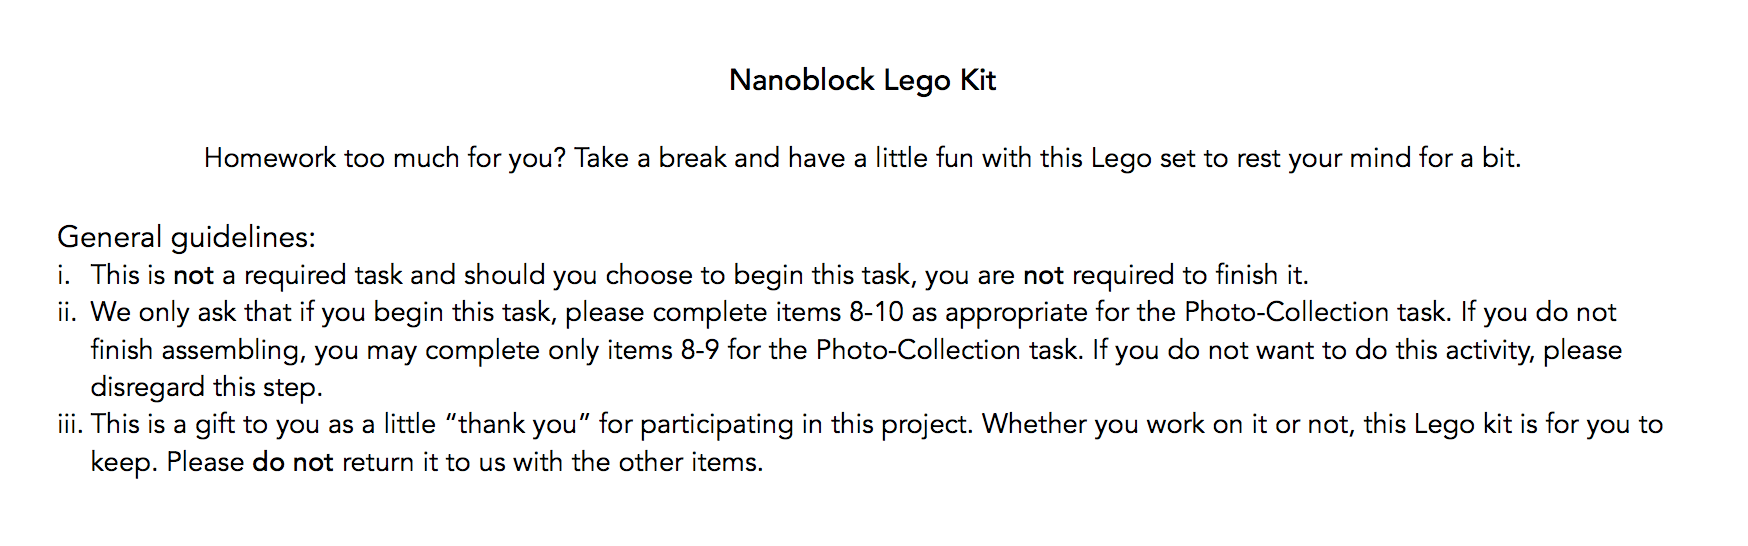 Nanoblock Lego Kit
Homework too much for you? Take a break and have a little fun with this Lego set to rest your mind for a bit.
General guidelines:
i. This is not a required task and should you choose to begin this task, you are not required to finish it.
ii. We only ask that if you begin this task, please complete items 8-10 as appropriate for the Photo-Collection task. If you do not
finish assembling, you may complete only items 8-9 for the Photo-Collection task. If you do not want to do this activity, please
disregard this step.
iii. This is a gift to you as a little “thank you” for participating in this project. Whether you work on it or not, this Lego kit is for you to
keep. Please do not return it to us with the other items.